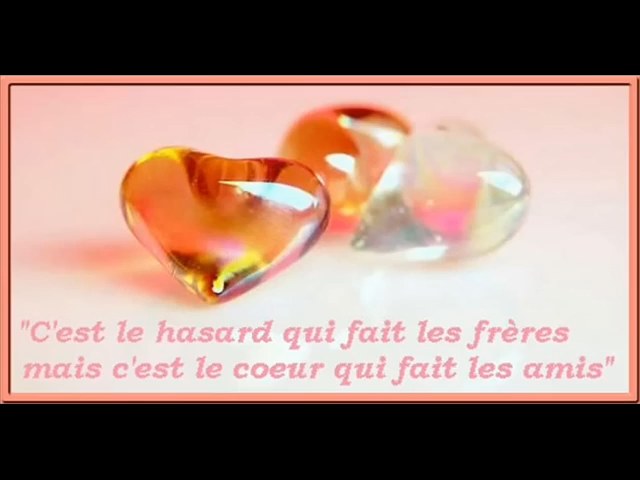 "C'est le hasard qui fait les frères
mais c'est le coeur qui fait les amis"